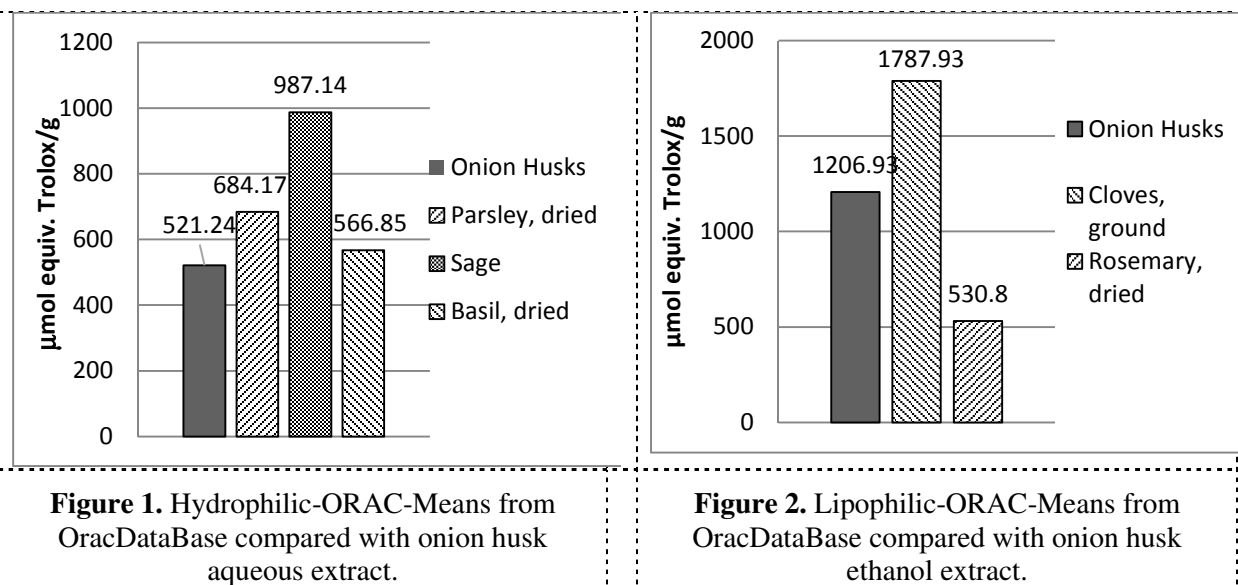 1200
1000
800
600
400
200
0
µmol equiv. Trolox/g
521.24
684.17
987.14
566.85
Onion Husks
Parsley, dried
Sage
Basil, dried
Figure 1. Hydrophilic-ORAC-Means from
OracDataBase compared with onion husk
aqueous extract.
2000
1500
1000
500
0
µmol equiv. Trolox/g
1206.93
1787.93
530.8
Onion Husks
Cloves,
ground
Rosemary,
dried
Figure 2. Lipophilic-ORAC-Means from
OracDataBase compared with onion husk
ethanol extract.